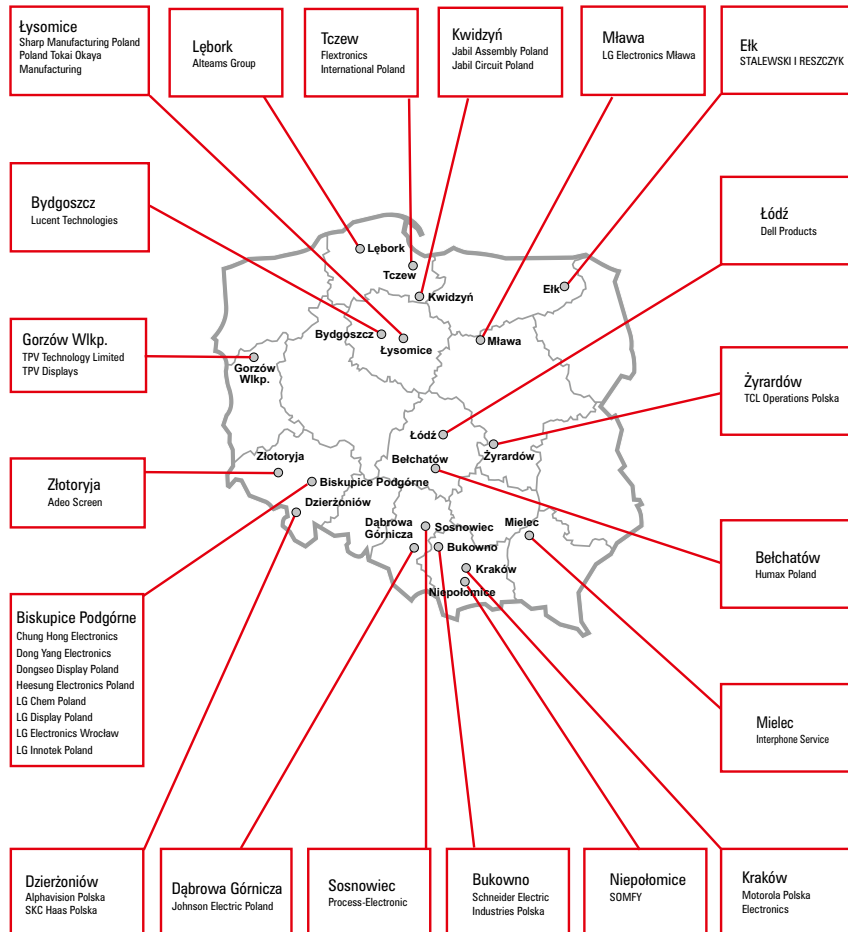 Łysomice
Sharp Manufacturing Poland
Poland Tokai Okaya
Manufacturing
Lębork
Alteams Group
Tczew
Flextronics
International Poland
Kwidzyń
Jabil Assembly Poland
Jabil Circuit Poland
Mława
LG Electronics Mława
Ełk
STALEWSKI I RESZCZYK
Bydgoszcz
Lucent Technologies
Łódź
Dell Products
Gorzów Wlkp.
TPV Technology Limited
TPV Displays
Żyrardów
TCL Operations Polska
Złotoryja
Adeo Screen
Bełchatów
Humax Poland
Biskupice Podgórne
Chung Hong Electronics
Dong Yang Electronics
Dongseo Display Poland
Heesung Electronics Poland
LG Chem Poland
LG Display Poland
LG Electronics Wrocław
LG Innotek Poland
Mielec
Interphone Service
Lębork
Tczew
Kwidzyń
Ełk
Bydgoszcz
Łysomice
Mława
Gorzów
Wlkp.
Łódź
Żyrardów
Bełchatów
Złotoryja
Biskupice Podgórne
Dzierżoniów
Dąbrowa
Górnicza
Sosnowiec
Mielec
Bukowno
Kraków
Niepołomice
Dzierżoniów
Alphavision Polska
SKC Haas Polska
Dąbrowa Górnicza
Johnson Electric Poland
Sosnowiec
Process-Electronic
Bukowno
Schneider Electric
Industries Polska
Niepołomice
SOMFY
Kraków
Motorola Polska
Electronics